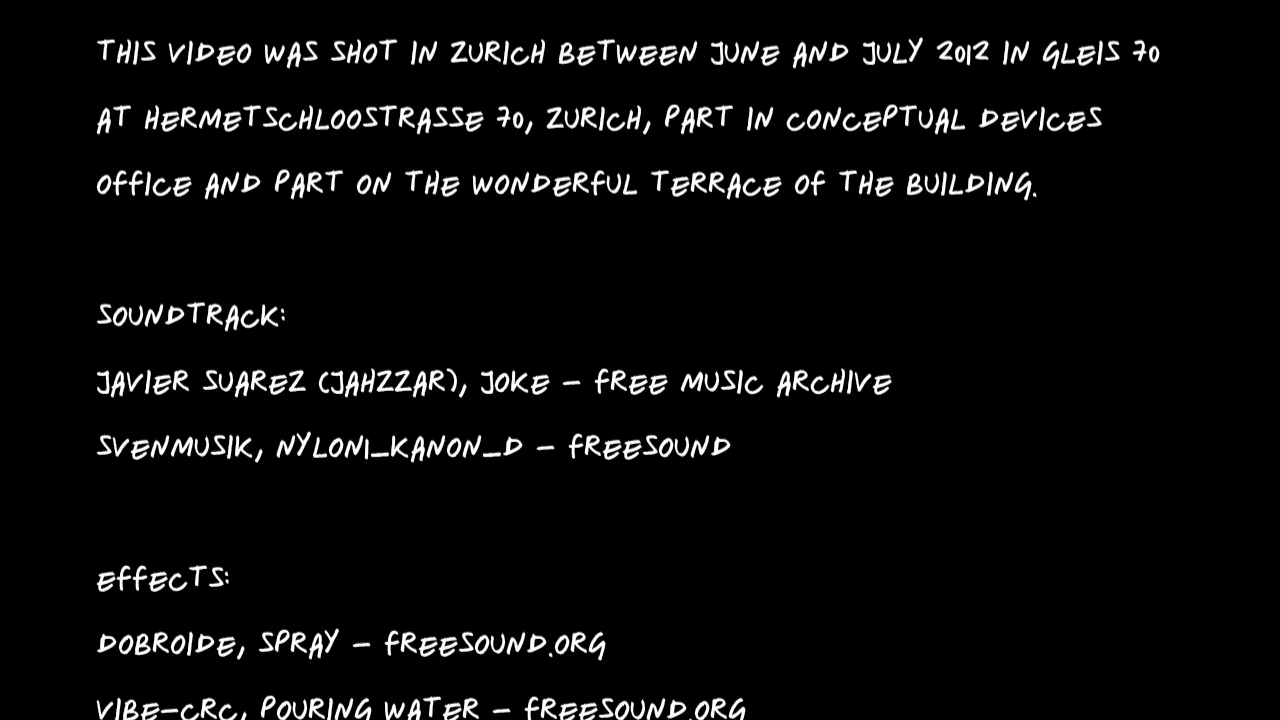 THIS VIDEO WAS SHOT IN ZURICH BETWEEN JUNE AND JULY 2012 IN GLEIS 70
AT HERMETSCHLOOSTRASSE 70, ZURICH, PART IN CONCEPTUAL DEVICES
OFFICE AND PART ON THE WONDERFUL TERRACE OF THE BUILDING.
SOUNDTRACK:
JAVIER SUAREZ (JAHZZAR), JOKE – FREE MUSIC ARCHIVE
SVENMUSIK, NYLONI_KANON_D – FREESOUND
EFFECTS:
DOBROIDE, SPRAY – FREESOUND.ORG
VIBE-CRC, POURING WATER – FREESOUND.ORG